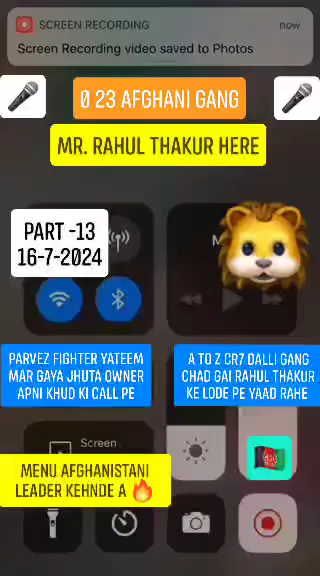 SCREEN RECORDING
now
Screen Recording video saved to Photos
0 23 AFGHANI GANG
MR. RAHUL THAKUR HERE
PART -13
16-7-2024
M
PARVEZ FIGHTER YATEEM
MAR GAYA JHUTA OWNER
APNI KHUD KI CALL PE
A TO Z CR7 DALLI GANG
CHAD GAI RAHUL THAKUR
KE LODE PE YAAD RAHE
Screen
MENU AFGHANISTANI
LEADER KEHNDE A